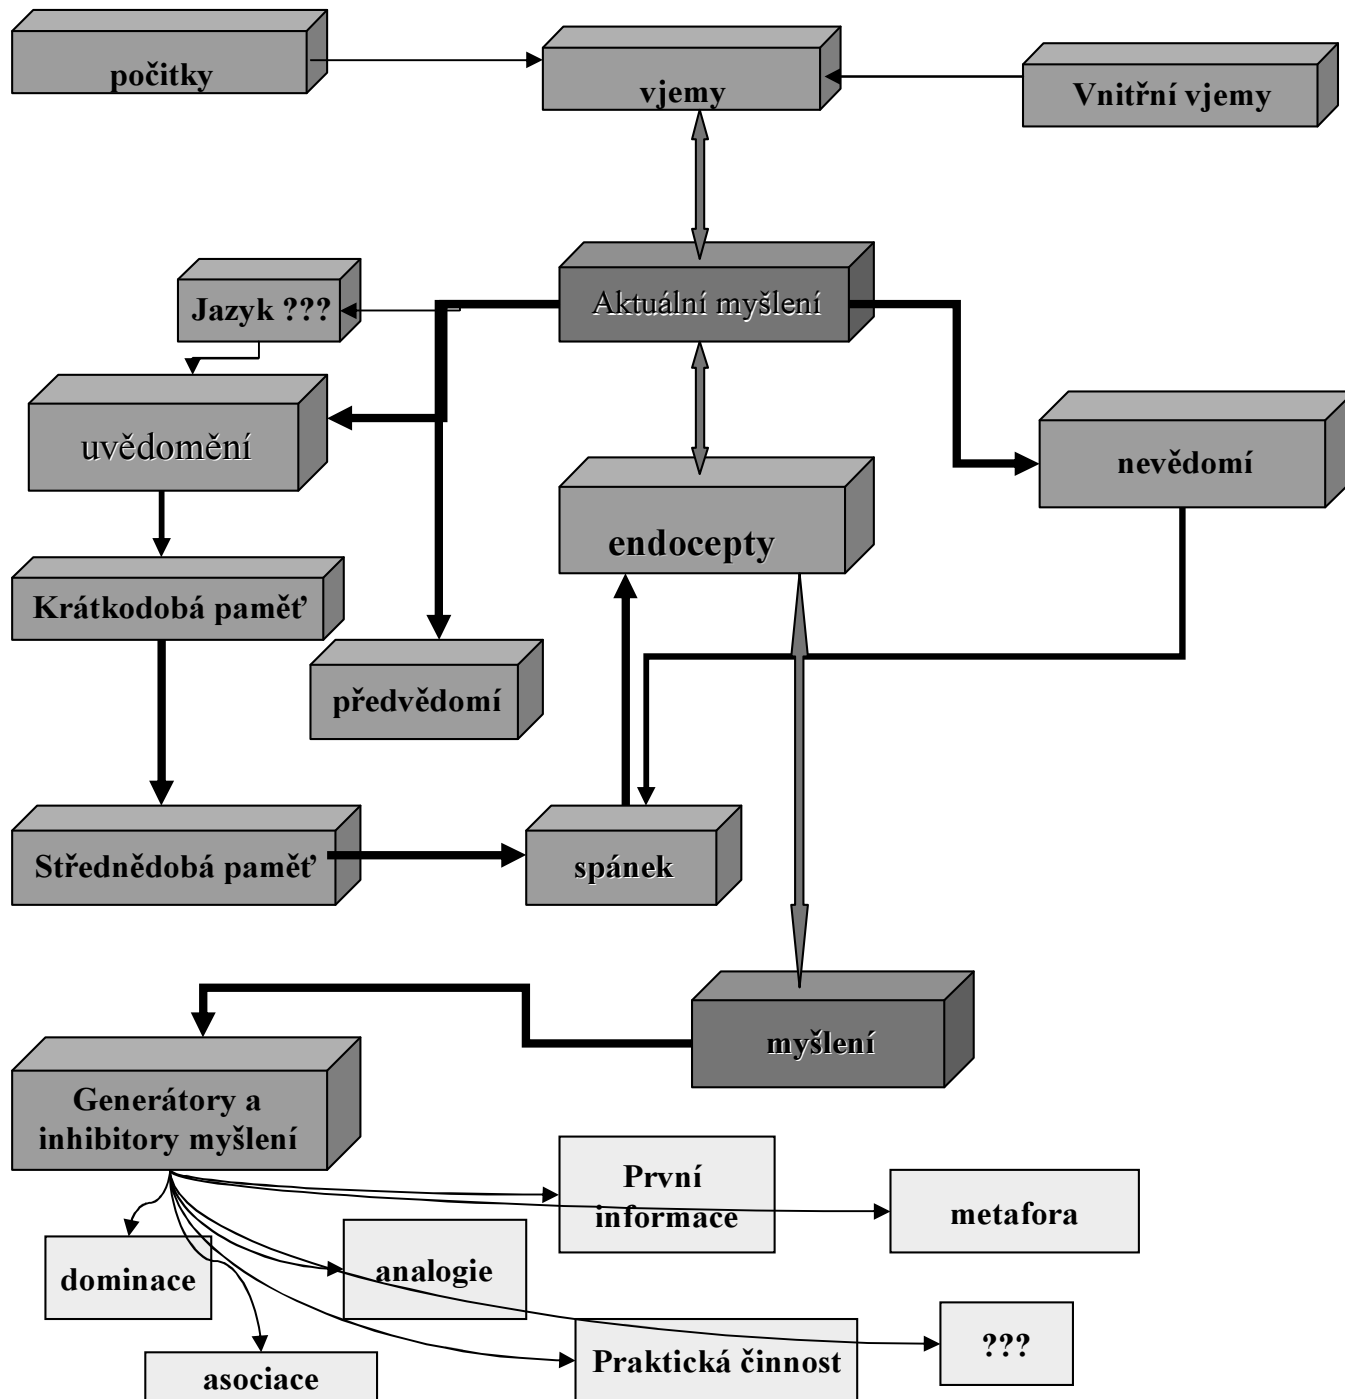 počitky
vjemy
Vnitřní vjemy
Jazyk ???
Aktuální myšlení
uvědomění
nevědomí
endocepty
Krátkodobá paměť
předvědomí
Střednědobá paměť
spánek
myšlení
Generátory a
inhibitory myšlení
První
informace
metafora
dominace
analogie
???
Praktická činnost
asociace